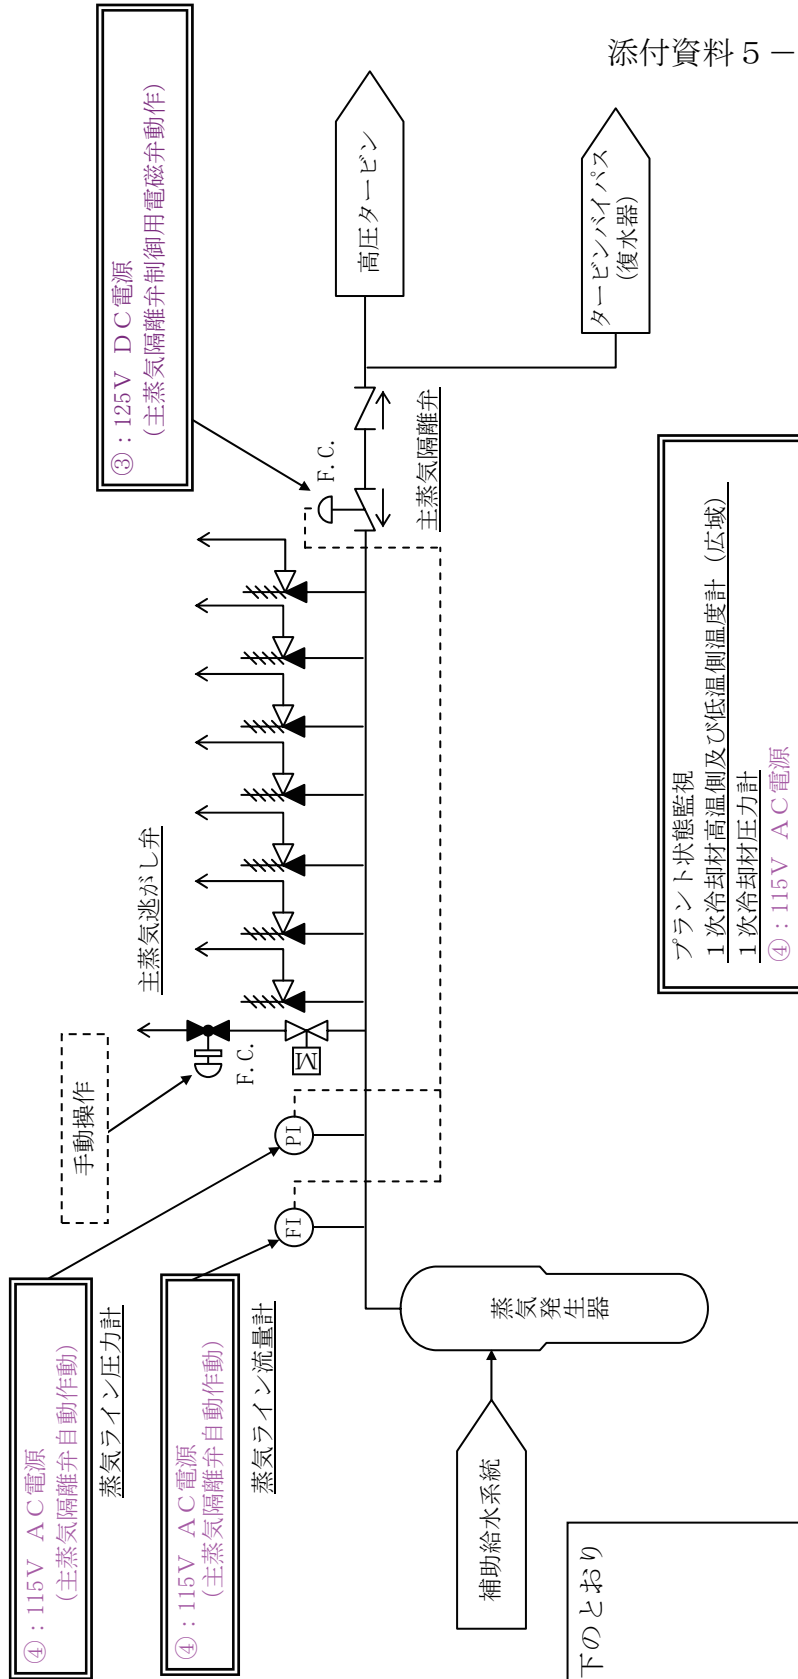 添付資料５－
③：125V DC電源
(主蒸気隔離弁制御用電磁弁動作)
高圧タービン
タービンバイパス
(復水器)
F.C.
主蒸気隔離弁
主蒸気逃がし弁
手動操作
F.C.
M
PI
FI
④：115V AC電源
(主蒸気隔離弁自動作動)
蒸気ライン圧力計
④：115V AC電源
(主蒸気隔離弁自動作動)
蒸気ライン流量計
蒸気発生器
補助給水系統
プラント状態監視
１次冷却材高温側及び低温側温度計（広域）
１次冷却材圧力計
④：115V AC電源
下のとおり